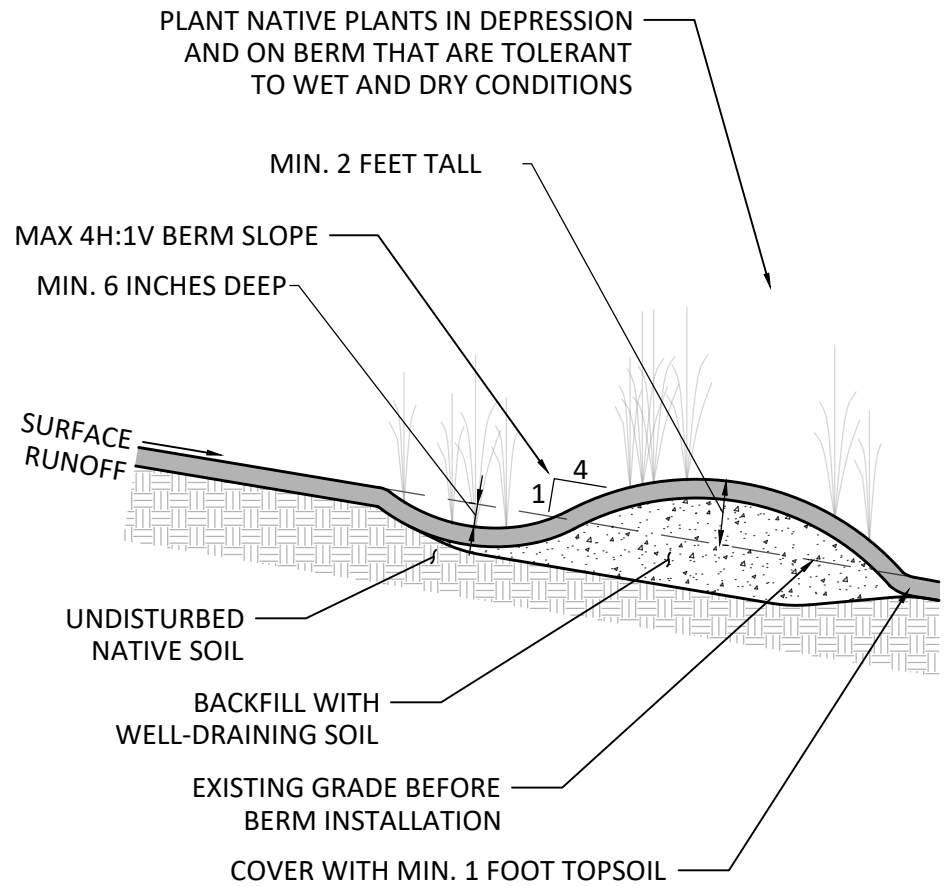 PLANT NATIVE PLANTS IN DEPRESSION
AND ON BERM THAT ARE TOLERANT
TO WET AND DRY CONDITIONS
MIN. 2 FEET TALL
MAX 4H:1V BERM SLOPE
MIN. 6 INCHES DEEP
SURFACE
RUNOFF
4
1
UNDISTURBED
NATIVE SOIL
BACKFILL WITH
WELL-DRAINING SOIL
EXISTING GRADE BEFORE
BERM INSTALLATION
COVER WITH MIN. 1 FOOT TOPSOIL